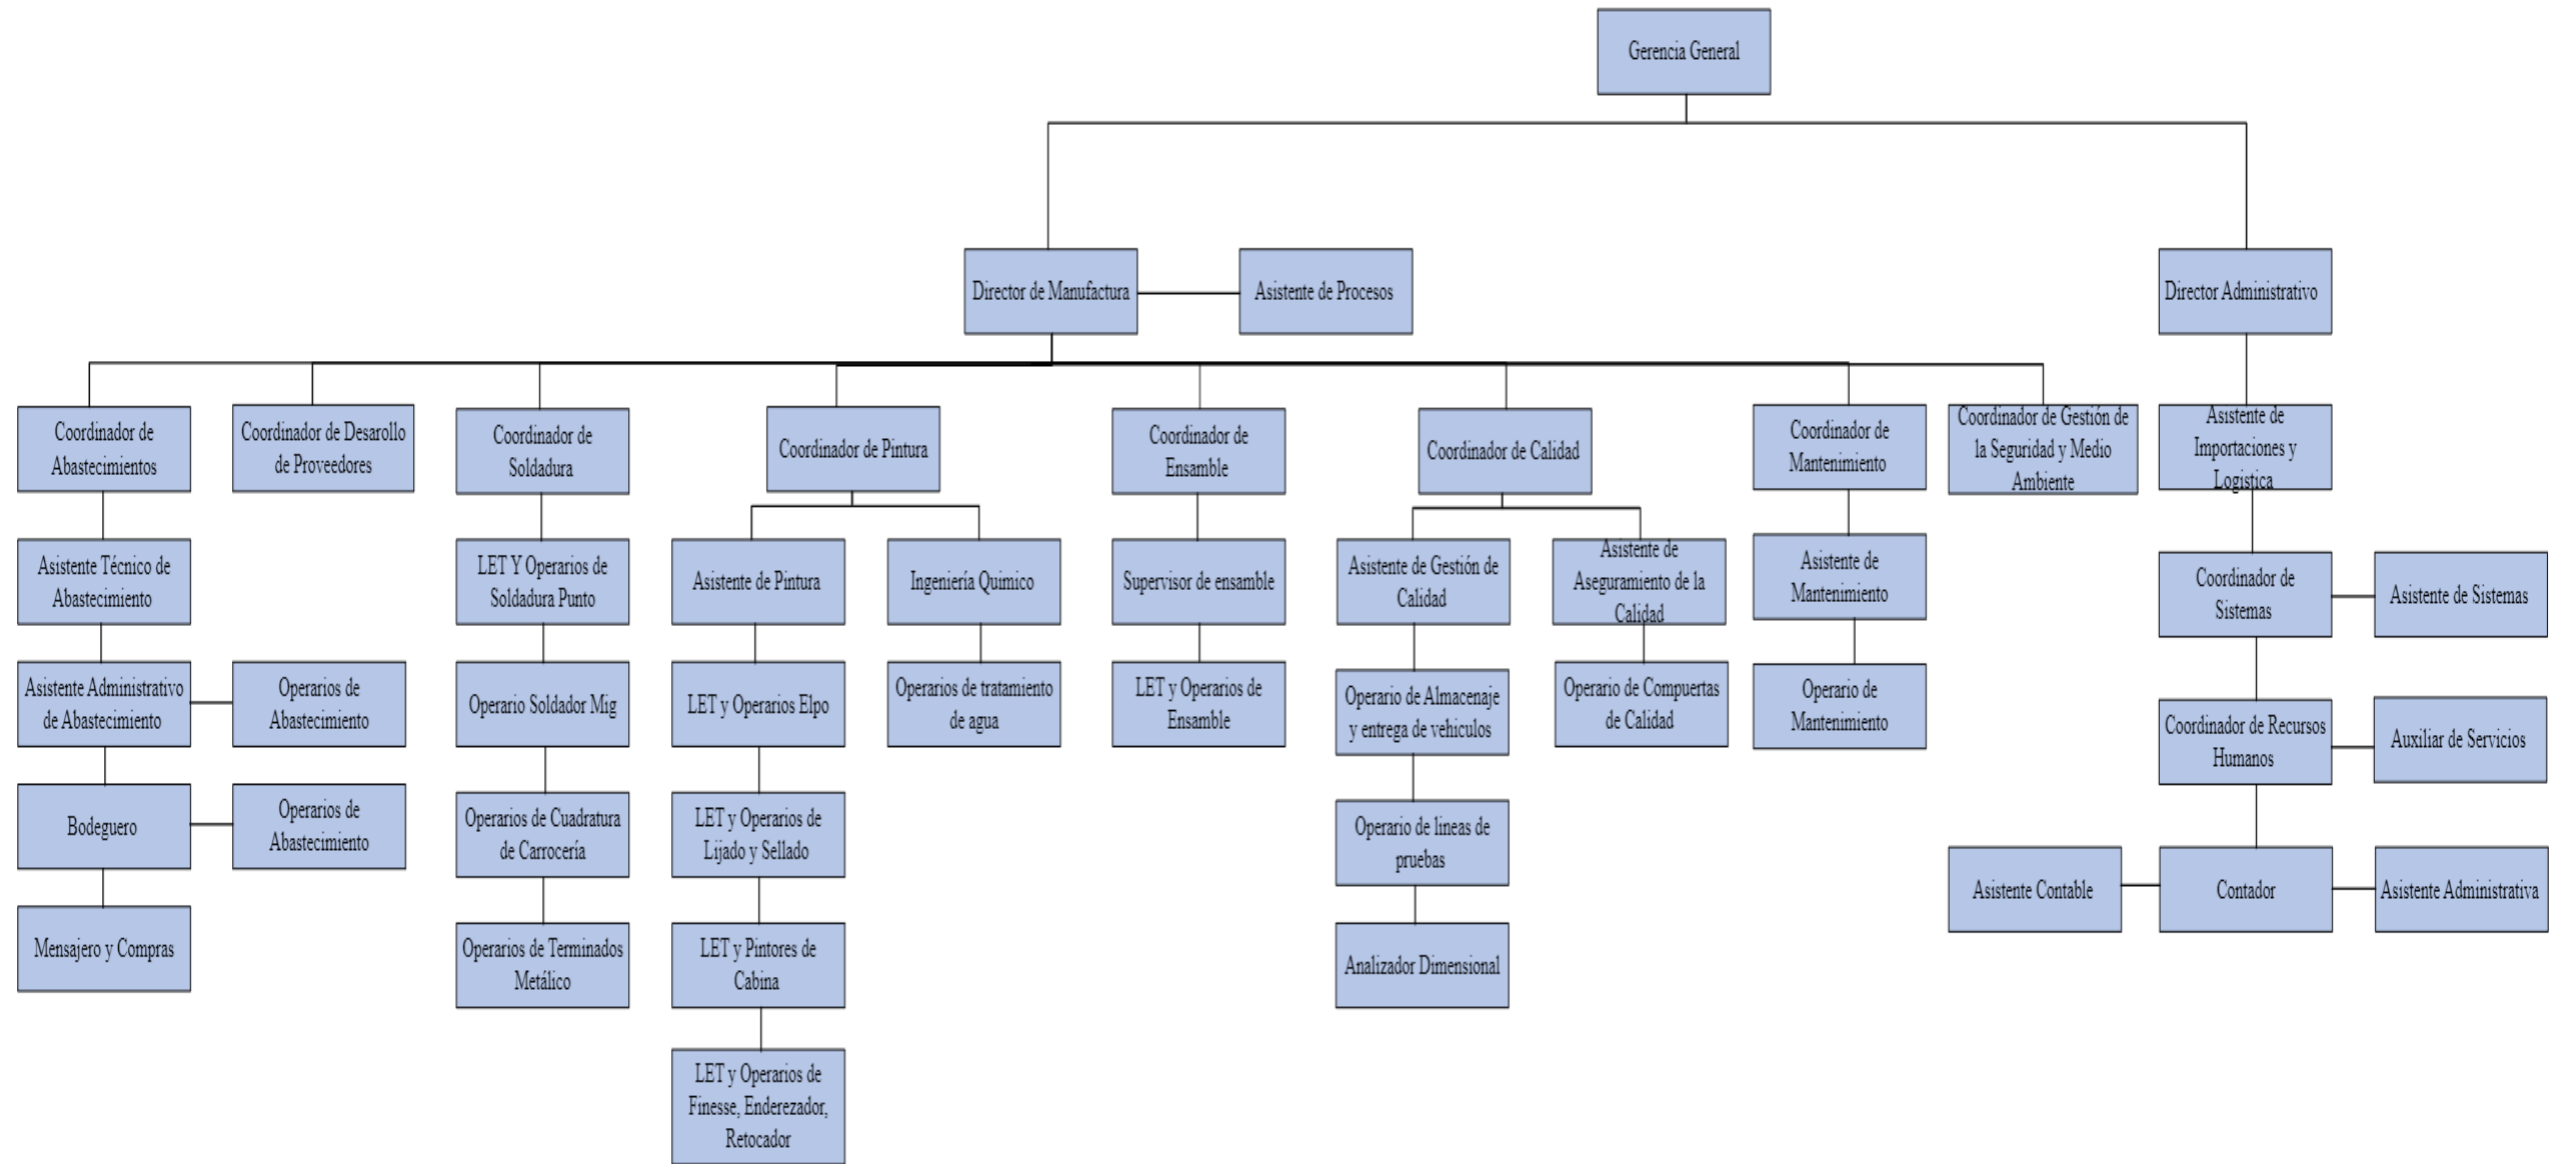 Gerencia General
Director de Manufactura
Asistente de Procesos
Director Administrativo
Coordinador de
Abastecimientos
Coordinador de Desarollo
de Proveedores
Coordinador de
Soldadura
Coordinador de Pintura
Coordinador de
Ensamble
Coordinador de Calidad
Coordinador de
Mantenimiento
Coordinador de Gestión de
la Seguridad y Medio
Ambiente
Asistente de
Importaciones y
Logistica
Asistente Técnico de
Abastecimiento
LET Y Operarios de
Soldadura Punto
Asistente de Pintura
Ingeniería Quimico
Supervisor de ensamble
Asistente de Gestión de
Calidad
Asistente de
Aseguramiento de la
Calidad
Asistente de
Mantenimiento
Coordinador de
Sistemas
Asistente de Sistemas
Asistente Administrativo
de Abastecimiento
Operarios de
Abastecimiento
Operario Soldador Mig
LET y Operarios Elpo
Operarios de tratamiento
de agua
LET y Operarios de
Ensamble
Operario de Almacenaje
y entrega de vehiculos
Operario de Compuertas
de Calidad
Operario de
Mantenimiento
Coordinador de Recursos
Humanos
Auxiliar de Servicios
Bodeguero
Operarios de
Abastecimiento
Operarios de Cuadratura
de Carrocería
LET y Operarios de
Lijado y Sellado
Operario de lineas de
pruebas
Asistente Contable
Contador
Asistente Administrativa
Mensajero y Compras
Operarios de Terminados
Metálico
LET y Pintores de
Cabina
Analizador Dimensional
LET y Operarios de
Finesse, Enderezador,
Retocador